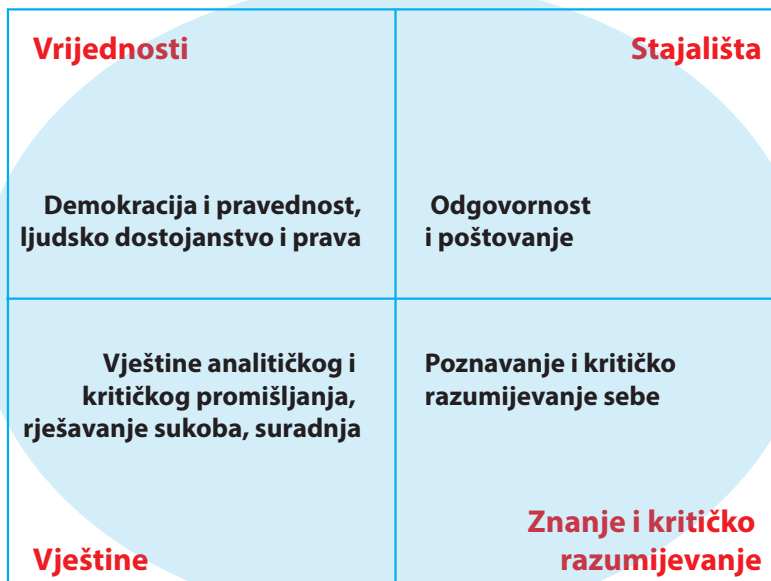 Vrijednosti
Stajališta
Demokracija i pravednost,
ljudsko dostojanstvo i prava
Odgovornost
i poštovanje
Vještine analitičkog i
kritičkog promišljanja,
rješavanje sukoba, suradnja
Poznavanje i kritičko
razumijevanje sebe
Vještine
Znanje i kritičko
razumijevanje